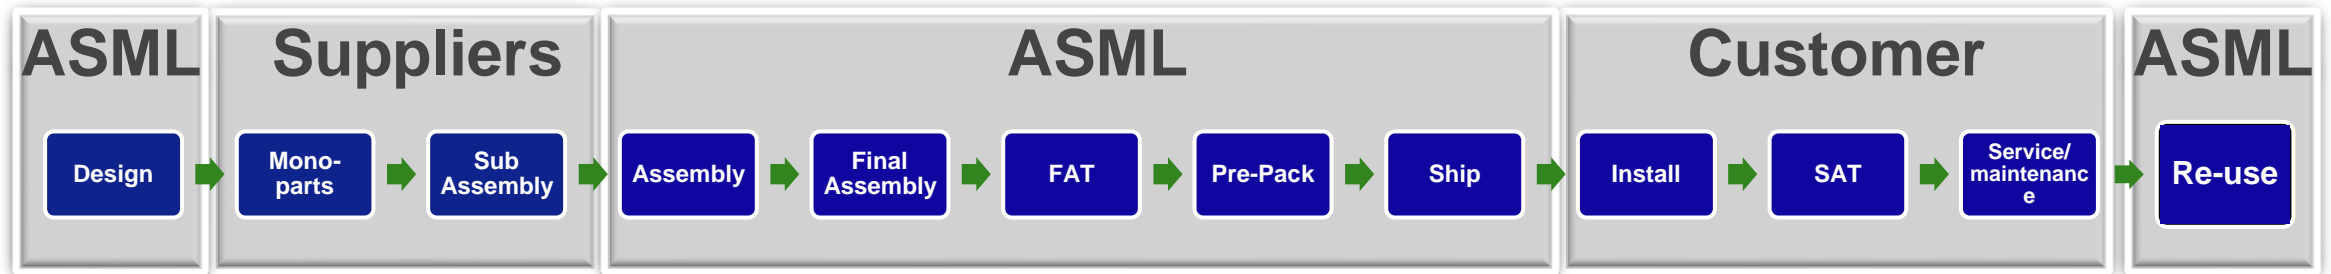 ASML
Suppliers
ASML
Customer
ASML
Design
Mono-
parts
Sub
Assembly
Assembly
Final
Assembly
FAT
Pre-Pack
Ship
Install
SAT
Service/
maintenanc
e
Re-use